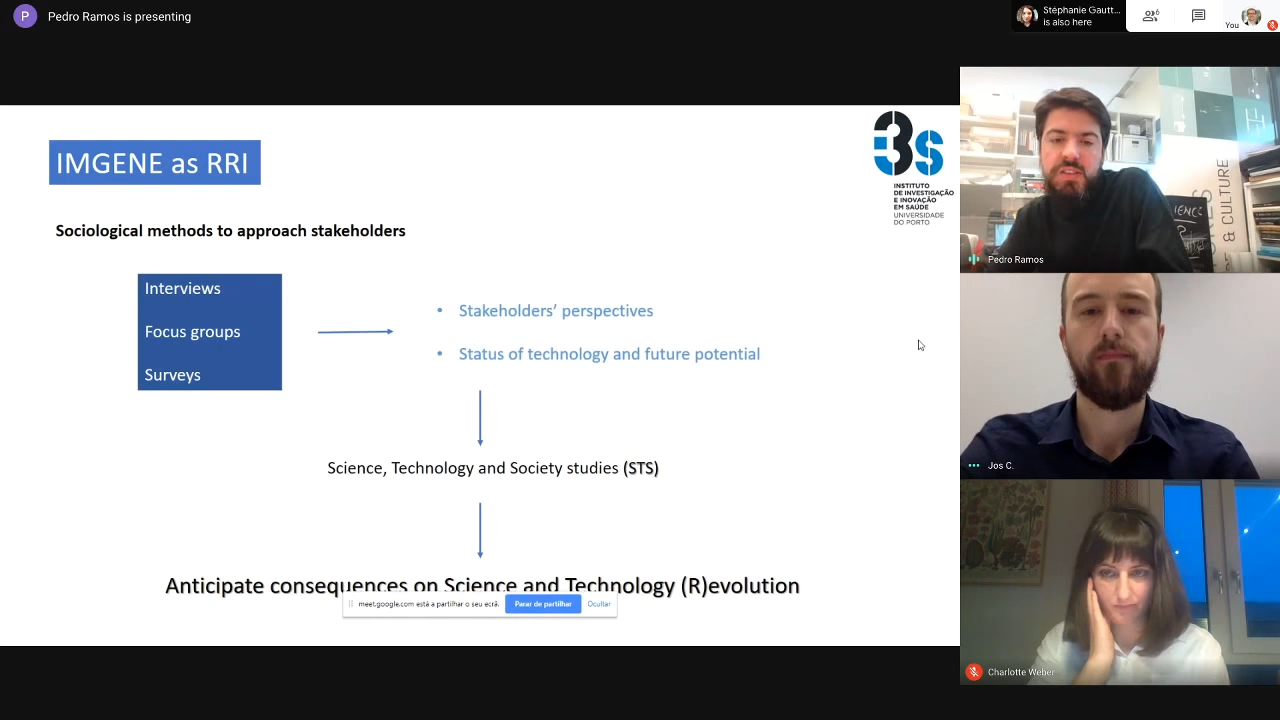 P
Pedro Ramos is presenting
Stéphanie Gautt...
is also here
6
You
IMGENE as RRI
3s
INSTITUTO
DE INVESTIGAÇÃO
E INOVAÇÃO
EM SAÚDE
UNIVERSIDADE
DO PORTO
Sociological methods to approach stakeholders
Interviews
Focus groups
Surveys
• Stakeholders’ perspectives
• Status of technology and future potential
Science, Technology and Society studies (STS)
Anticipate consequences on Science and Technology (R)evolution
meet.google.com está a partilhar o seu ecrã. Parar de partilhar Ocultar
& CULTURE
Pedro Ramos
Jos C.
Charlotte Weber